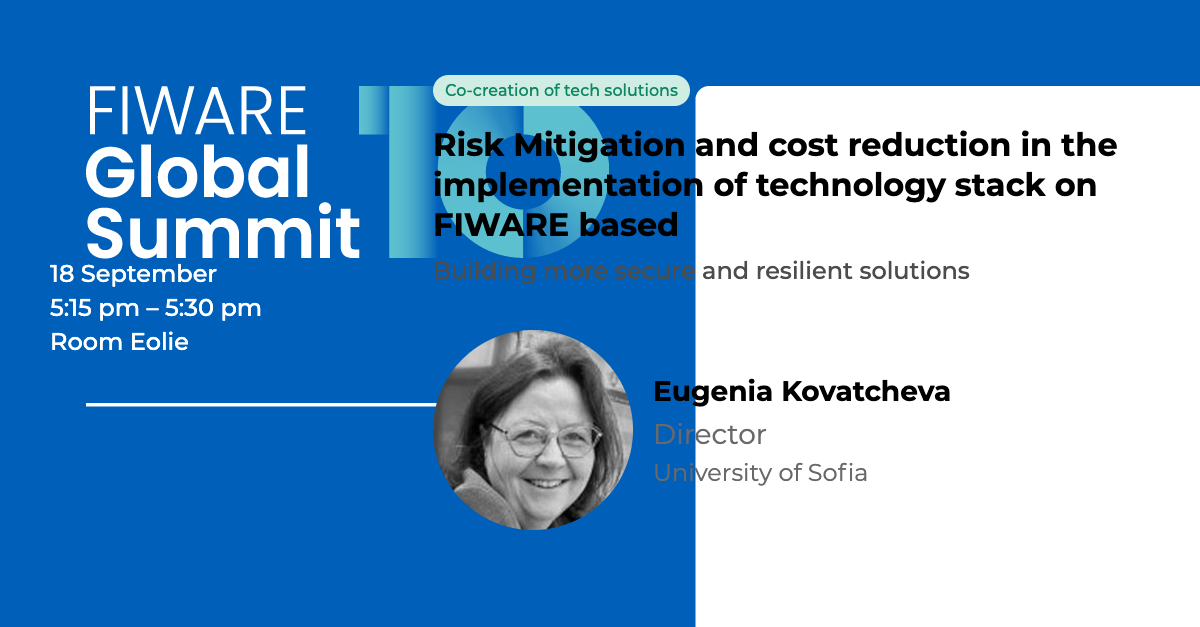 FIWARE
Global
Summit
10
18 September
5:15 pm – 5:30 pm
Room Eolie
Co-creation of tech solutions
Risk Mitigation and cost reduction in the
implementation of technology stack on
FIWARE based
Building more secure and resilient solutions
Eugenia Kovatcheva
Director
University of Sofia